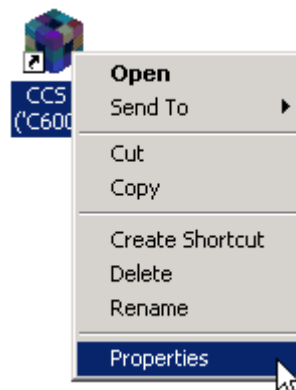 CCS
('C600
Open
Send To
Cut
Copy
Create Shortcut
Delete
Rename
Properties